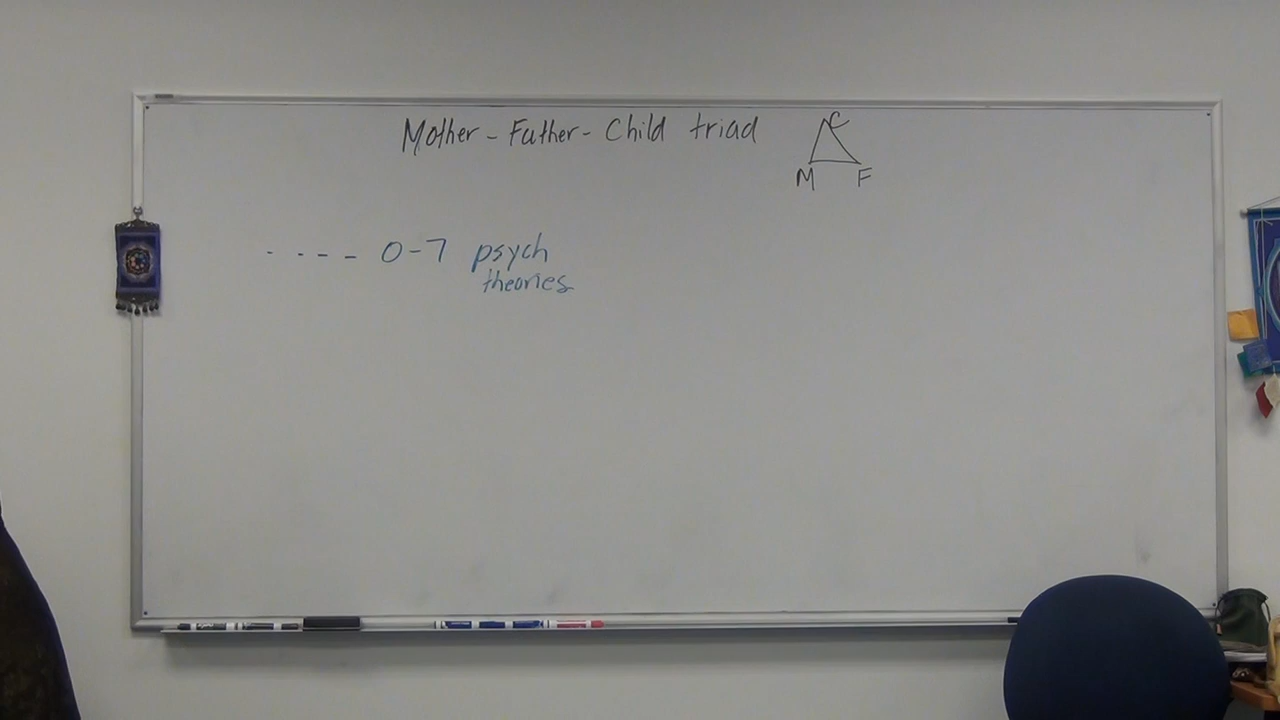 Mother - Father - Child triad
C
M F
- - - - 0-7 psych
theories